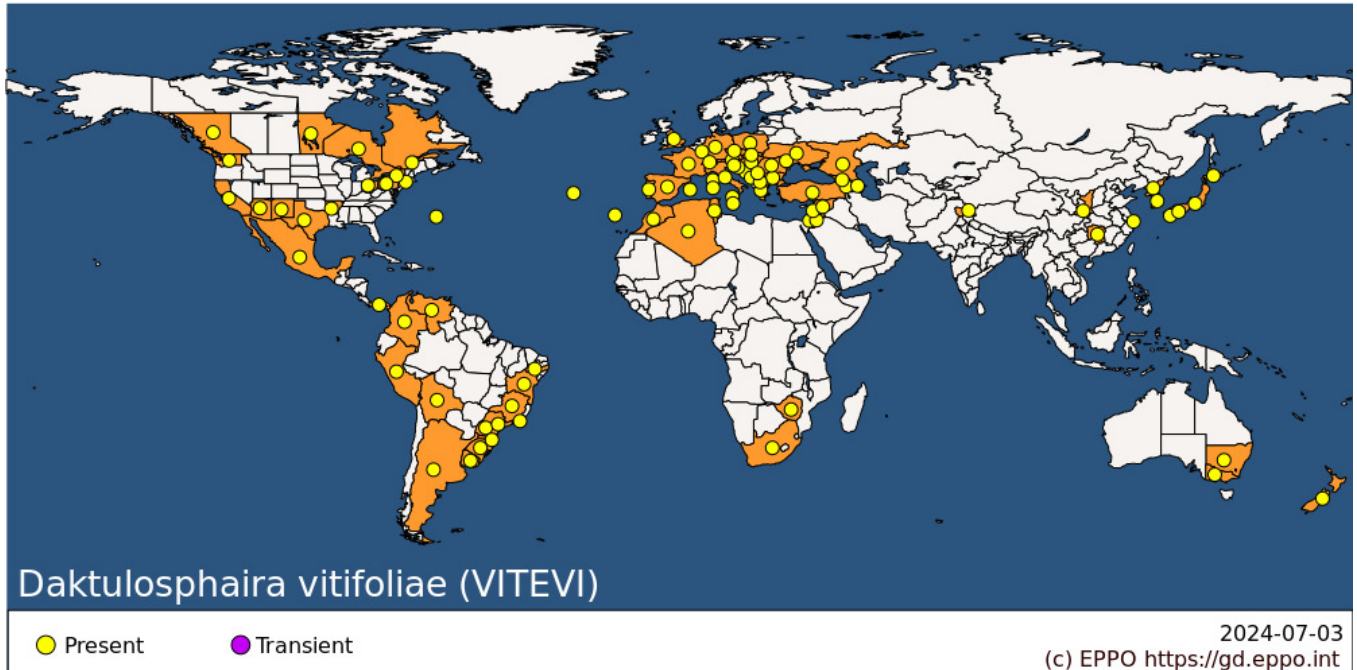 Daktulosphaira vitifoliae (VITEVI)
Present
Transient
2024-07-03
(c) EPPO https://gd.eppo.int